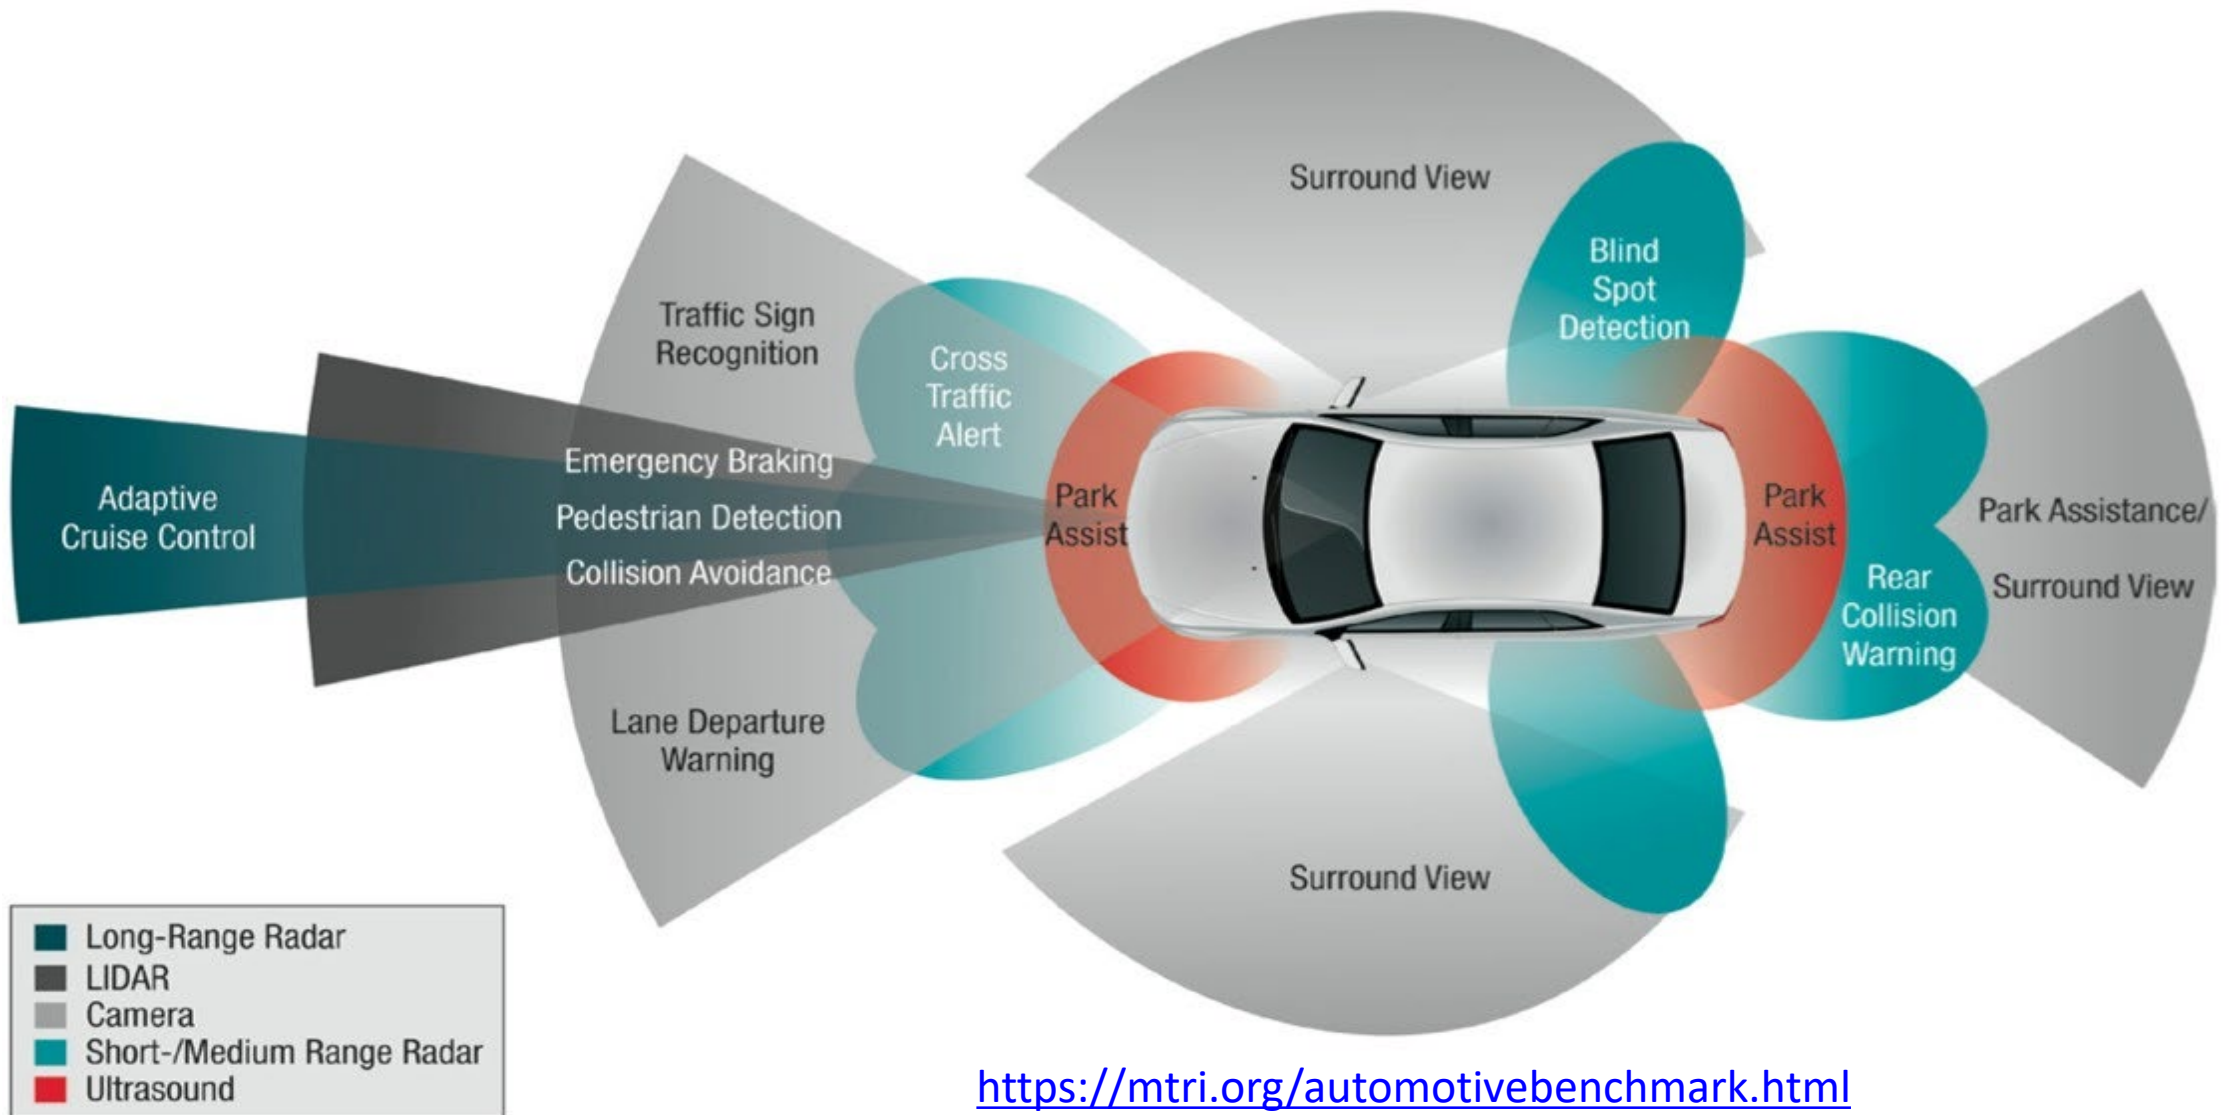 Surround View
Blind
Spot
Detection
Traffic Sign
Recognition
Cross
Traffic
Alert
Emergency Braking
Pedestrian Detection
Collision Avoidance
Adaptive
Cruise Control
Park
Assist
Park
Assist
Park Assistance/
Surround View
Rear
Collision
Warning
Lane Departure
Warning
Surround View
Long-Range Radar
LIDAR
Camera
Short-/Medium Range Radar
Ultrasound
https://mtri.org/automotivebenchmark.html